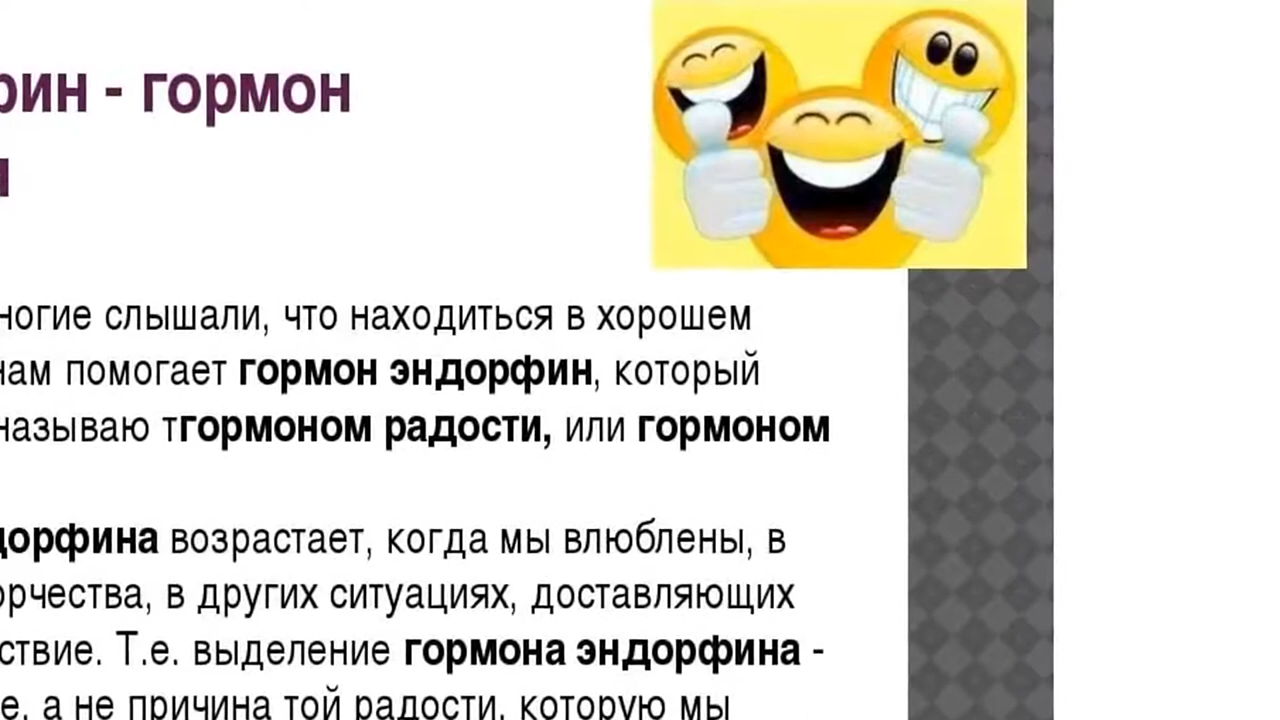 рин - гормон
ногие слышали, что находиться в хорошем
нам помогает гормон эндорфин, который
называю тгормоном радости, или гормоном
дорфина возрастает, когда мы влюблены, в
орчества, в других ситуациях, доставляющих
ствие. Т.е. выделение гормона эндорфина -
е, а не причина той радости, которую мы